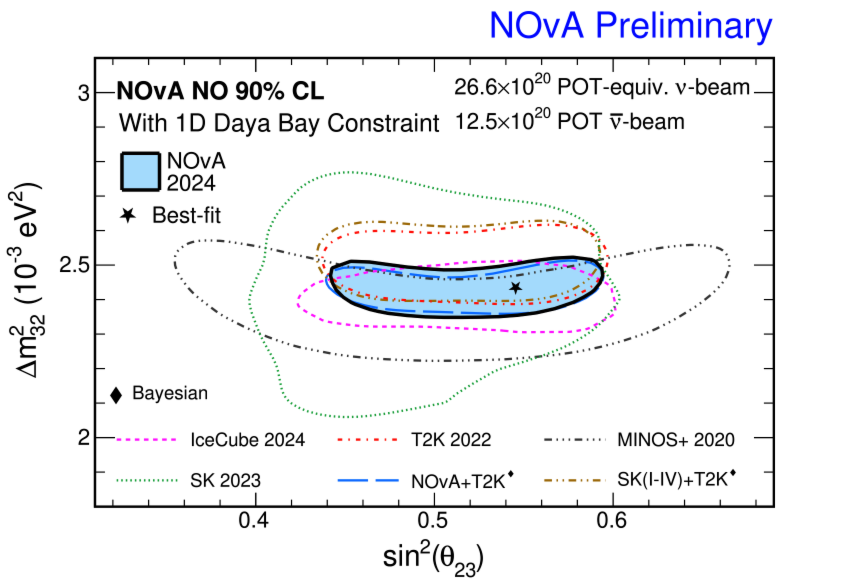 NOvA Preliminary
NOvA NO 90% CL
26.6×10²⁰ POT-equiv. ν-beam
With 1D Daya Bay Constraint
12.5×10²⁰ POT ν̅-beam
NOvA
2024
Best-fit
Bayesian
IceCube 2024
T2K 2022
MINOS+ 2020
SK 2023
NOvA+T2K♦
SK(I-IV)+T2K♦
3
2.5
2
Δm²₃₂ (10⁻³ eV²)
0.4
0.5
0.6
sin²(θ₂₃)